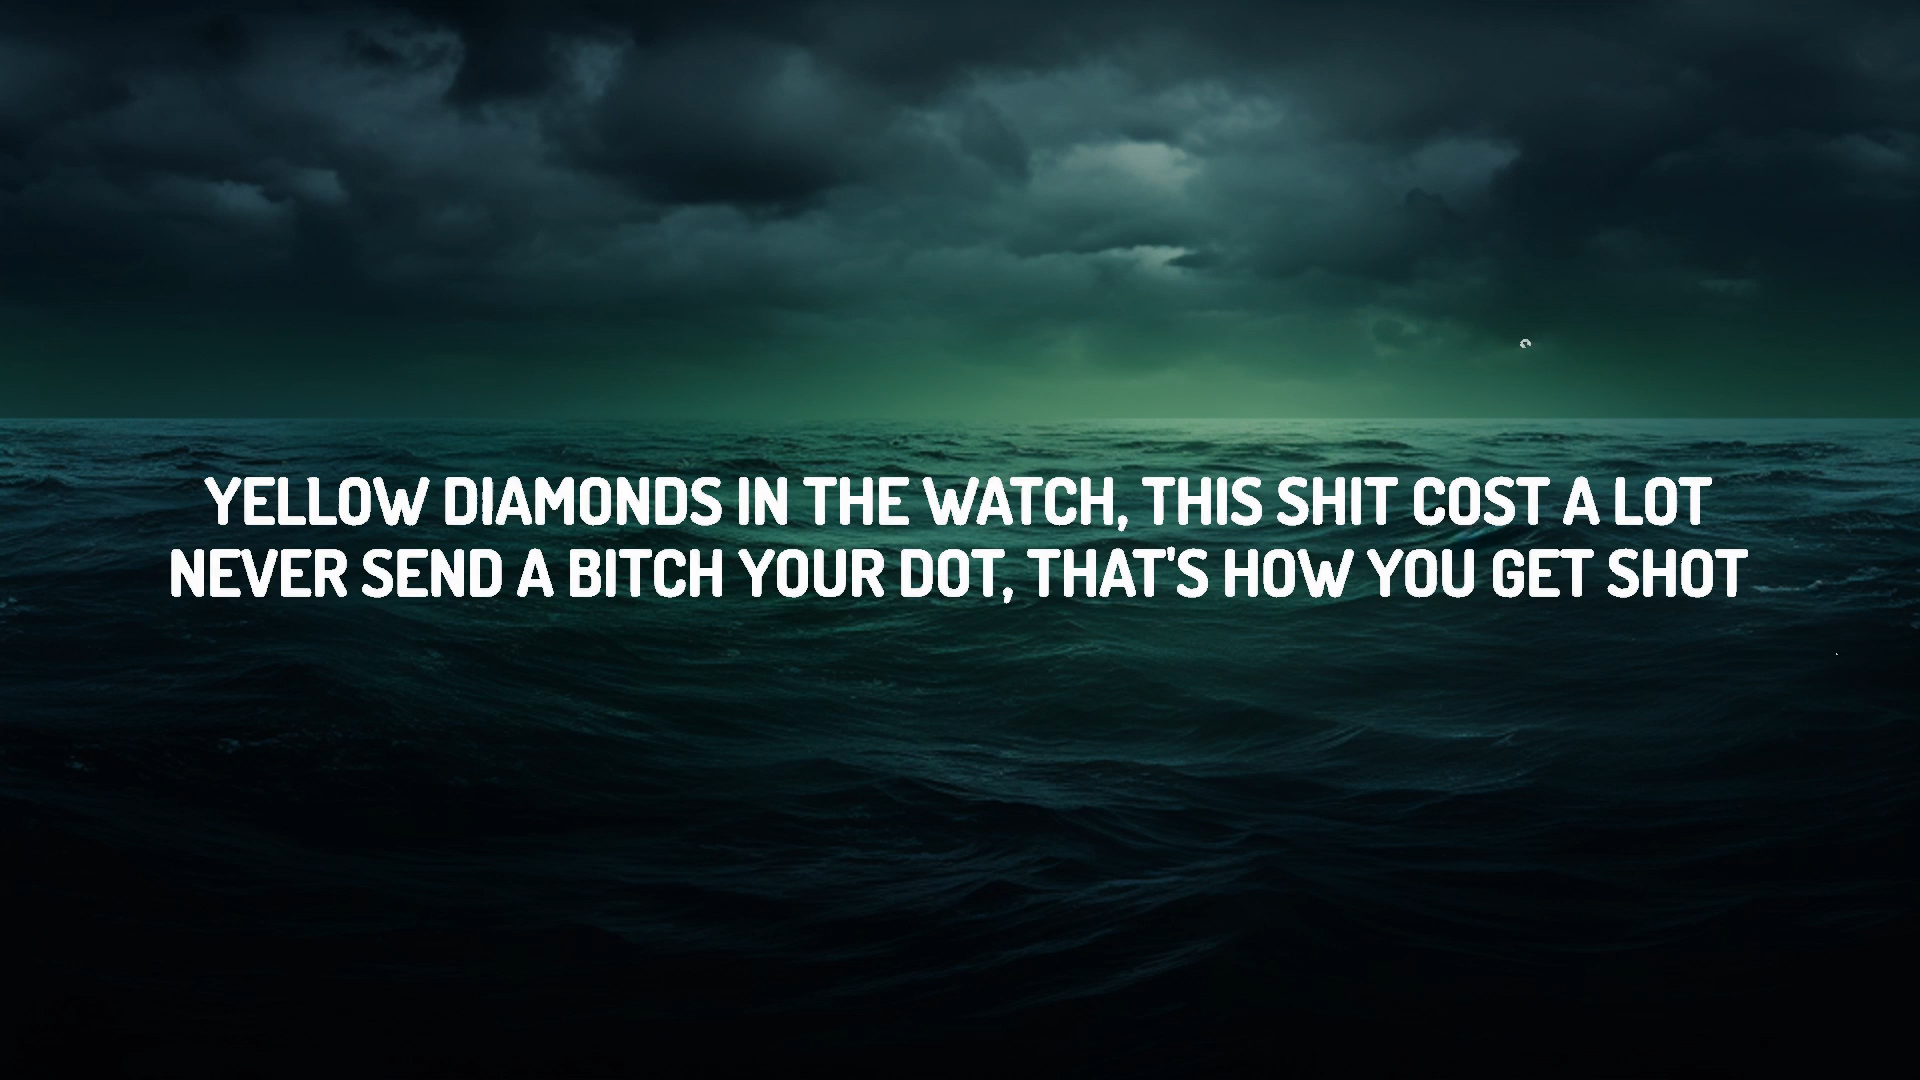 YELLOW DIAMONDS IN THE WATCH, THIS SHIT COST A LOT
NEVER SEND A BITCH YOUR DOT, THAT'S HOW YOU GET SHOT